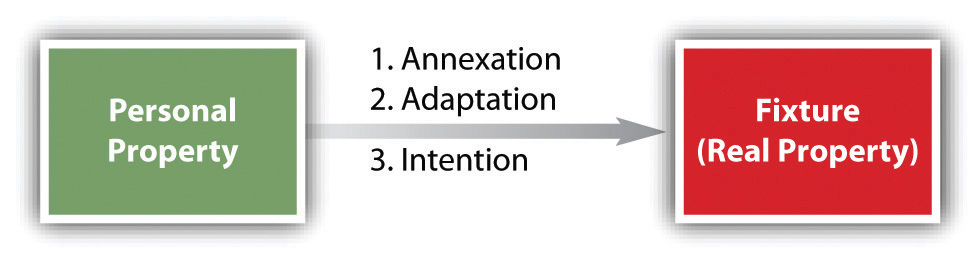 Personal
Property
1. Annexation
2. Adaptation
3. Intention
Fixture
(Real Property)